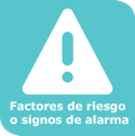 Factores de riesgo
o signos de alarma